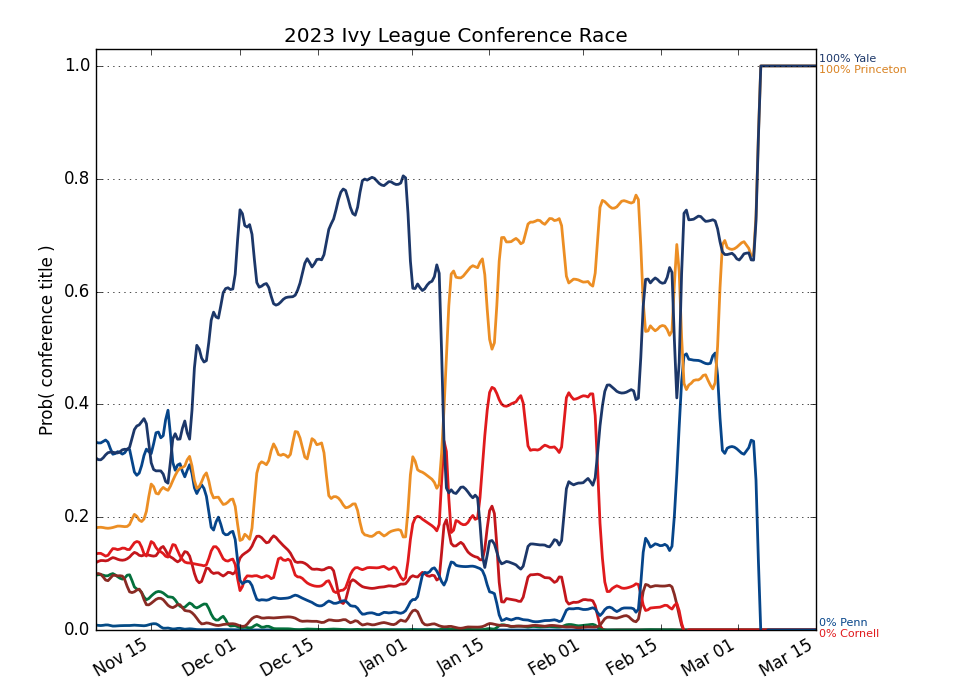 2023 Ivy League Conference Race
1.0
0.8
0.6
0.4
0.2
0.0
Prob( conference title )
100% Yale
100% Princeton
0% Penn
0% Cornell
Nov 15
Dec 01
Dec 15
Jan 01
Jan 15
Feb 01
Feb 15
Mar 01
Mar 15